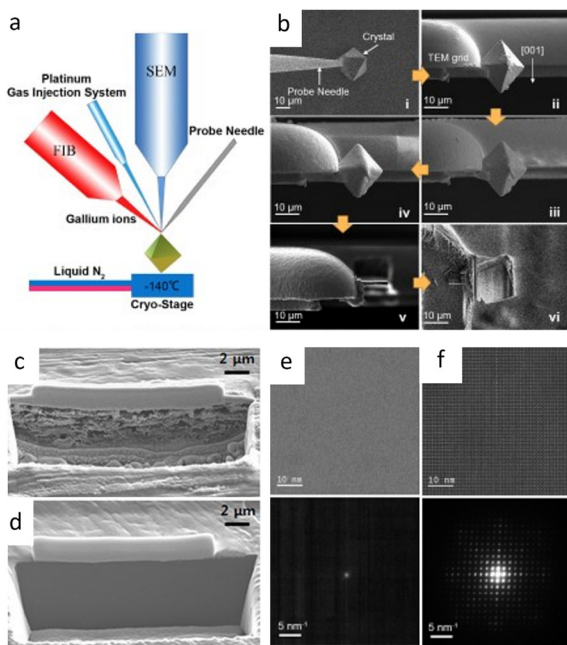 a
SEM
Platinum
Gas Injection System
Probe Needle
FIB
Gallium ions
Liquid N2
-140℃
Cryo-Stage
b
Crystal
Probe Needle
10 μm
i
TEM grid
[001]
10 μm
ii
10 μm
iv
10 μm
iii
10 μm
v
10 μm
vi
c
2 μm
d
2 μm
e
10 nm
5 nm-1
f
10 nm
5 nm-1